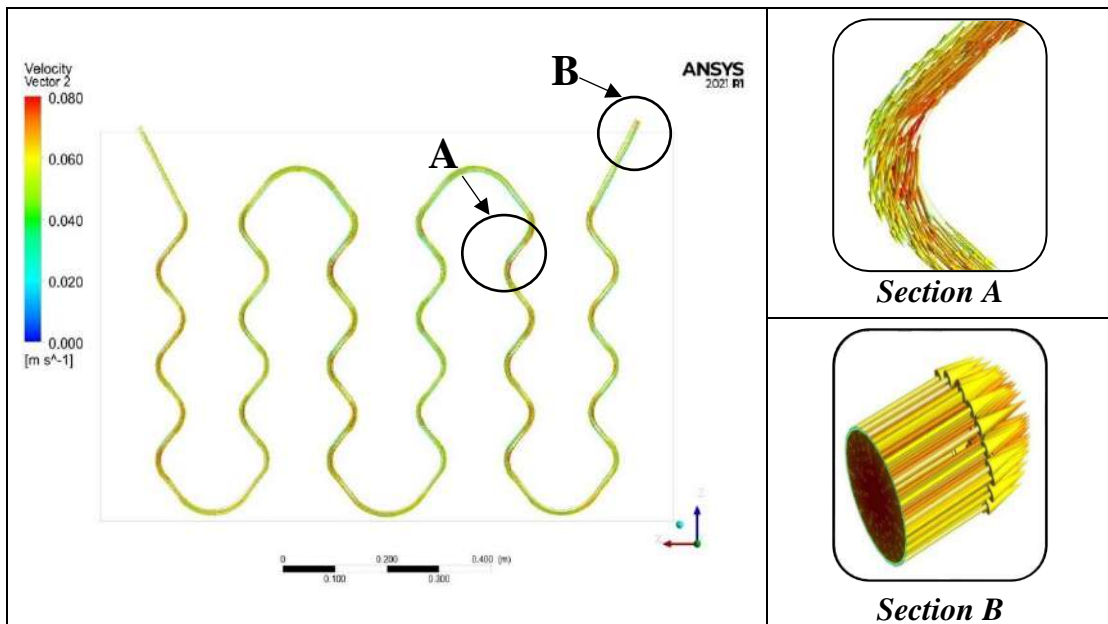 Velocity
Vector 2
0.080
0.060
0.040
0.020
0.000
[m s^-1]
B
ANSYS
2021 R1
A
Z
0
0.200
0.400 (m)
0.100
0.300
Section A
Section B